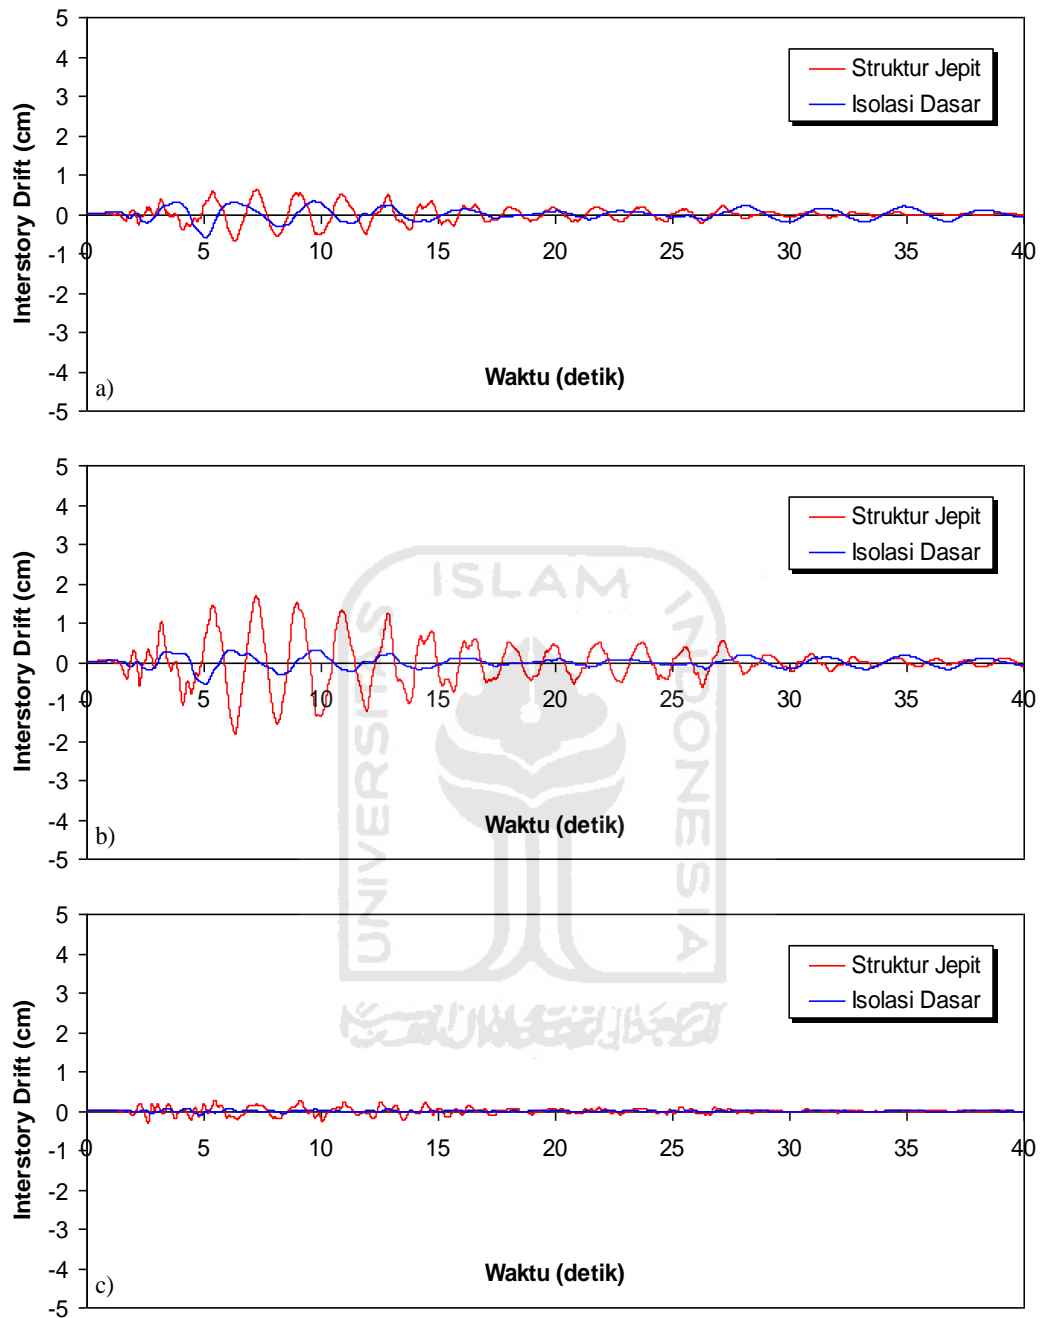 5
4
3
2
1
0
-1
-2
-3
-4
-5
Interstory Drift (cm)
Struktur Jepit
Isolasi Dasar
0 5 10 15 20 25 30 35 40
Waktu (detik)
a)
5
4
3
2
1
0
-1
-2
-3
-4
-5
Interstory Drift (cm)
Struktur Jepit
Isolasi Dasar
0 5 10 15 20 25 30 35 40
Waktu (detik)
b)
UNIVERSITAS
ISLAM
INDONESIA
5
4
3
2
1
0
-1
-2
-3
-4
-5
Interstory Drift (cm)
Struktur Jepit
Isolasi Dasar
0 5 10 15 20 25 30 35 40
Waktu (detik)
c)